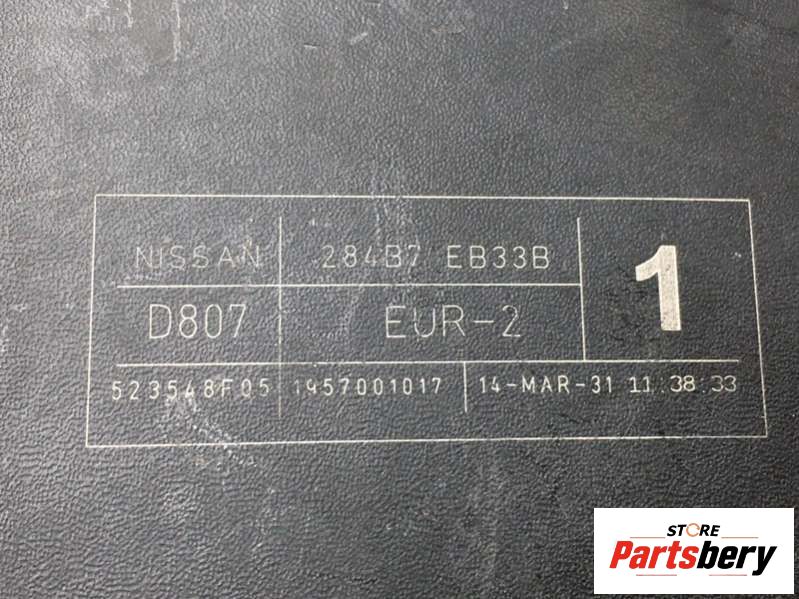 NISSAN 284B7 EB33B
1
D807 EUR-2
523548F05 1957001017 14-MAR-31 11:38:33
STORE
Partsbery